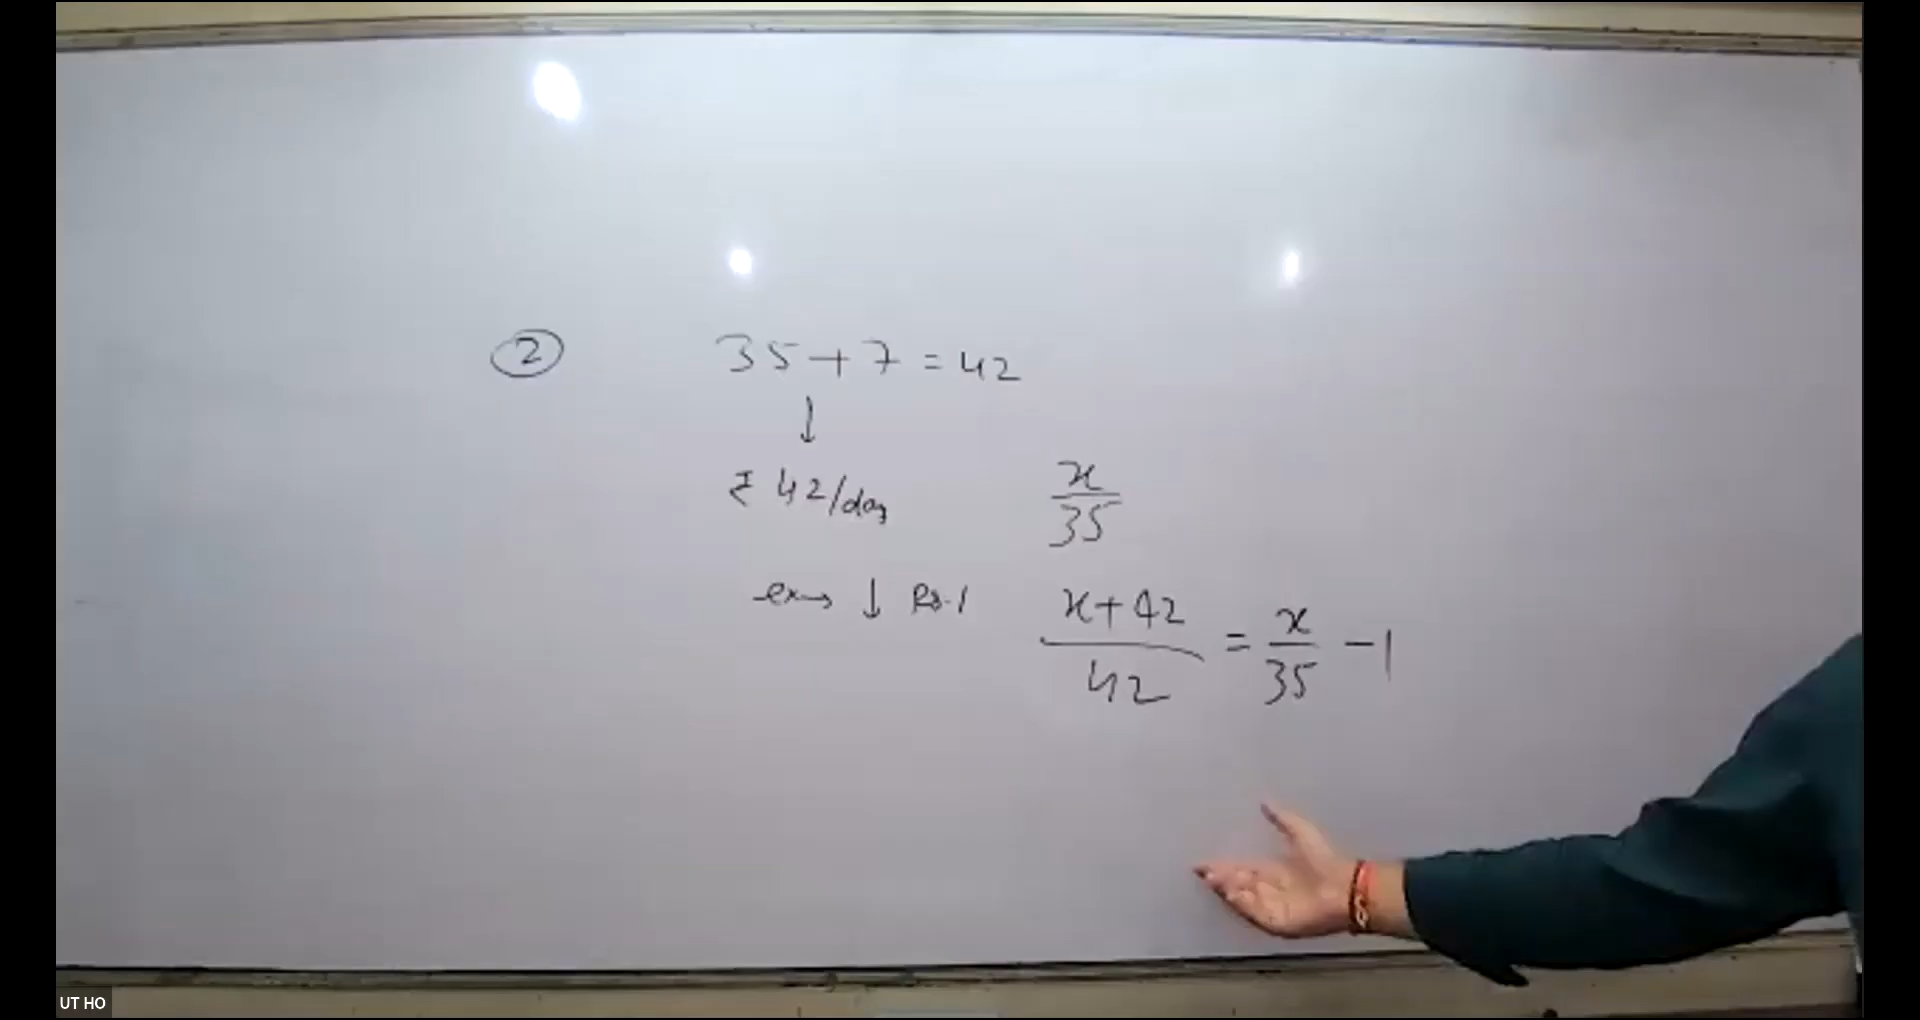 ② 35+7=42
↓
₹ 42/day
x/35
exp ↓ Rs.1
(x+42)/42 = x/35 -1
UT HO